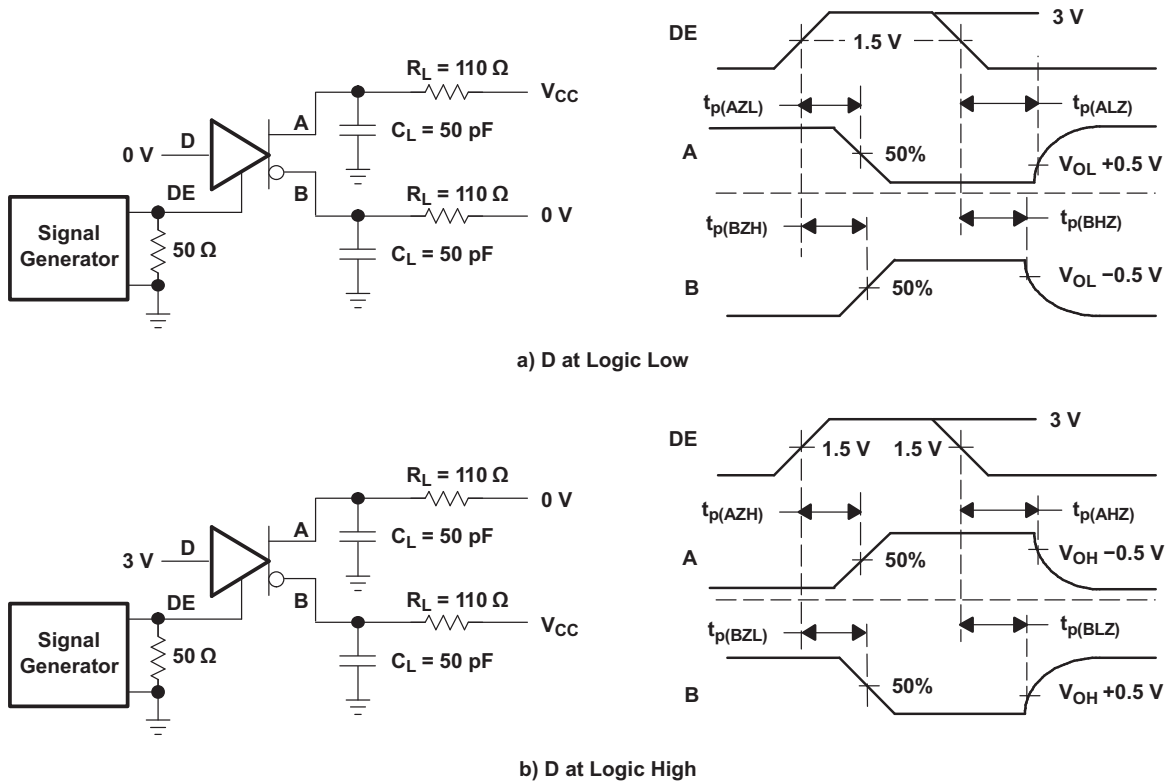 R_L = 110 Ω
V_CC
A
C_L = 50 pF
D
0 V
DE
B
R_L = 110 Ω
0 V
C_L = 50 pF
Signal
Generator
50 Ω
DE
3 V
1.5 V
t_p(AZL)
t_p(ALZ)
A
50%
V_OL +0.5 V
t_p(BZH)
t_p(BHZ)
B
50%
V_OL −0.5 V
a) D at Logic Low
R_L = 110 Ω
0 V
A
C_L = 50 pF
D
3 V
DE
B
R_L = 110 Ω
V_CC
C_L = 50 pF
Signal
Generator
50 Ω
DE
3 V
1.5 V
1.5 V
t_p(AZH)
t_p(AHZ)
A
50%
V_OH −0.5 V
t_p(BZL)
t_p(BLZ)
B
50%
V_OH +0.5 V
b) D at Logic High